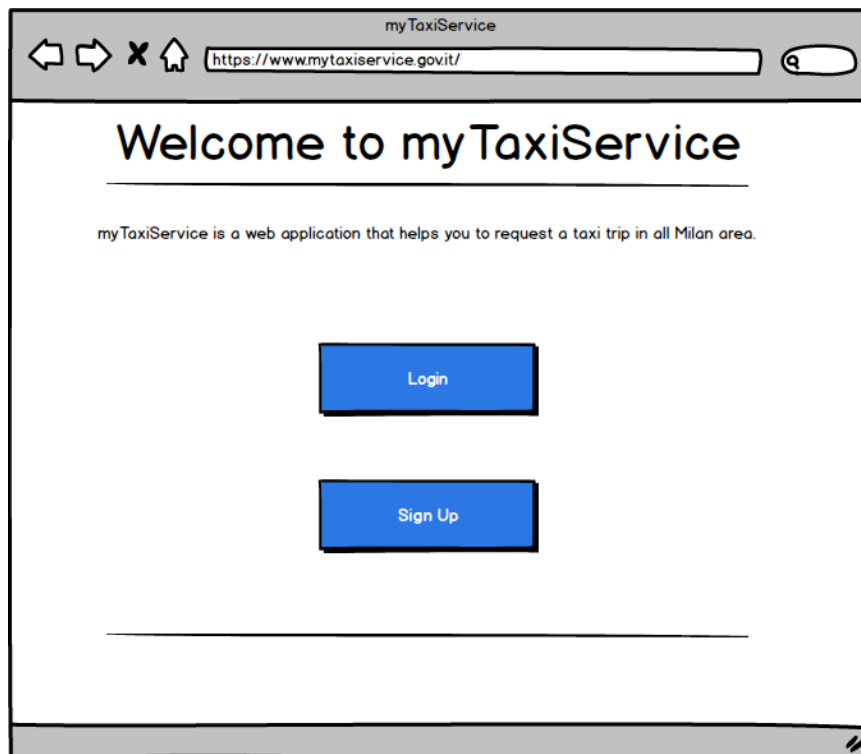 myTaxiService
https://www.mytaxiservice.gov.it/
Welcome to myTaxiService
myTaxiService is a web application that helps you to request a taxi trip in all Milan area.
Login
Sign Up